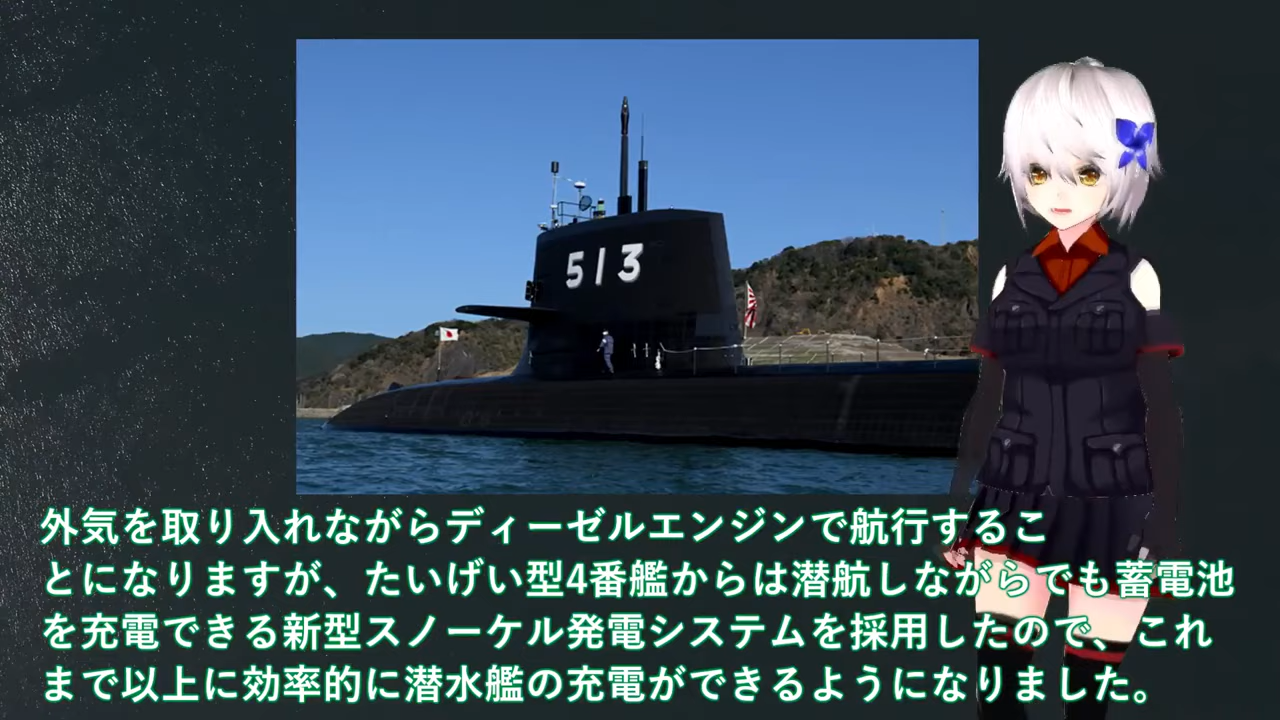 513
外気を取り入れながらディーゼルエンジンで航行するこ
とになりますが、たいげい型4番艦からは潜航しながらでも蓄電池
を充電できる新型スノーケル発電システムを採用したので、これ
まで以上に効率的に潜水艦の充電ができるようになりました。